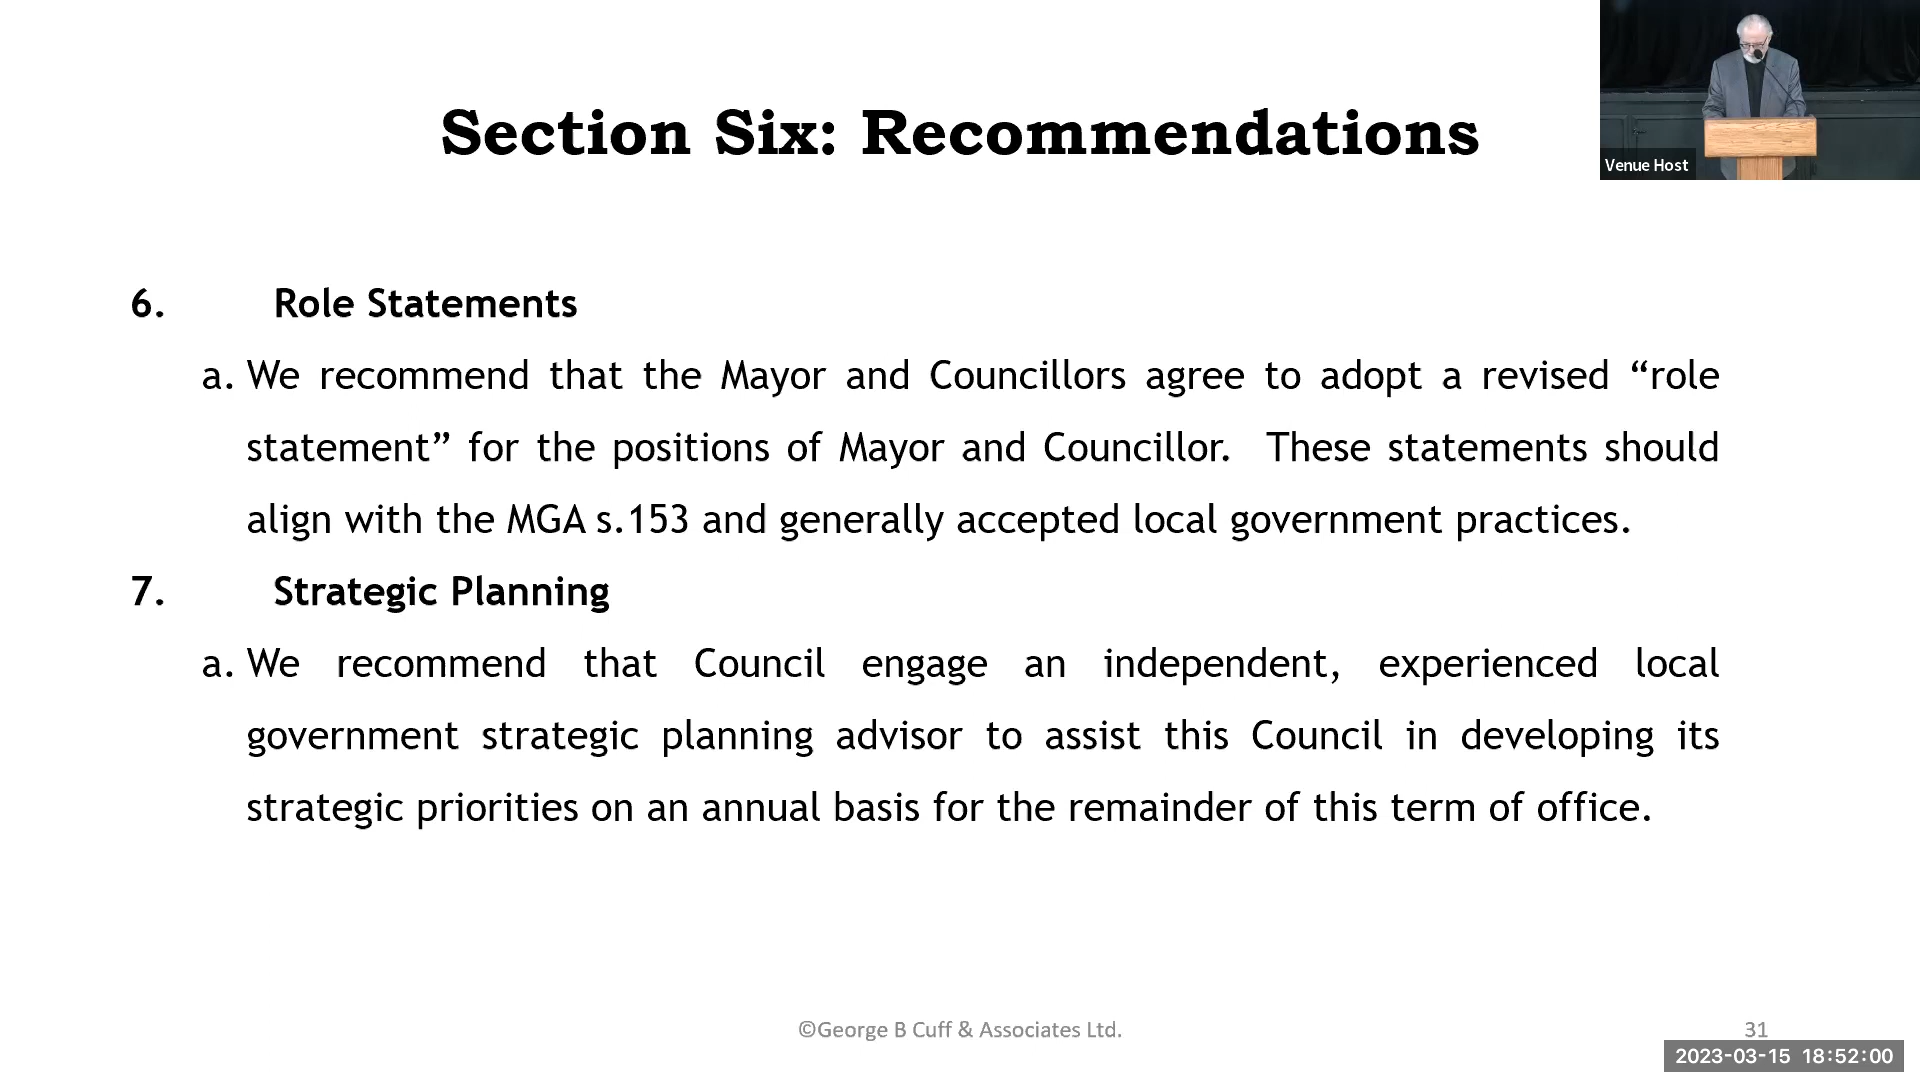 Section Six: Recommendations
Venue Host
6. Role Statements
a. We recommend that the Mayor and Councillors agree to adopt a revised “role
statement” for the positions of Mayor and Councillor. These statements should
align with the MGA s.153 and generally accepted local government practices.
7. Strategic Planning
a. We recommend that Council engage an independent, experienced local
government strategic planning advisor to assist this Council in developing its
strategic priorities on an annual basis for the remainder of this term of office.
©George B Cuff & Associates Ltd.
31
2023-03-15 18:52:00